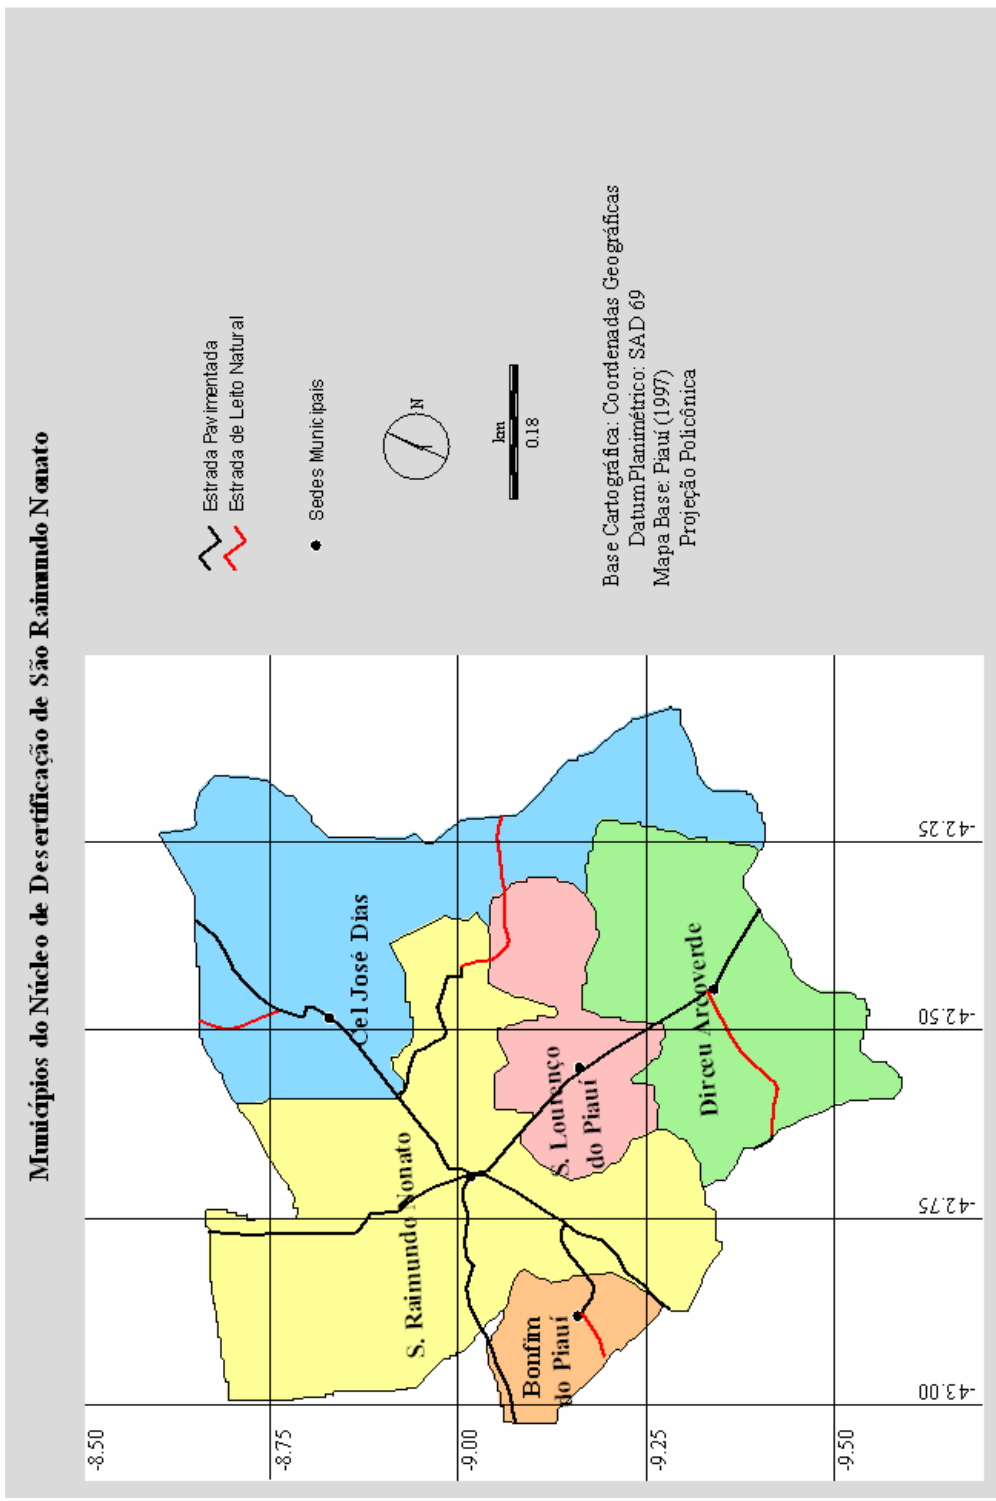 Municípios do Núcleo de Desertificação de São Raimundo Nonato
Estrada Pavimentada
Estrada de Leito Natural
Sedes Municipais
N
km
0.18
Base Cartográfica: Coordenadas Geográficas
Datum Planimétrico: SAD 69
Mapa Base: Piauí (1997)
Projeção Policônica
-8.50
-8.75
-9.00
-9.25
-9.50
-43.00
-42.75
-42.50
-42.25
Cel José Dias
S. Raimundo Nonato
S. Lourenço
do Piauí
Dirceu Arcoverde
Bonfim
do Piauí